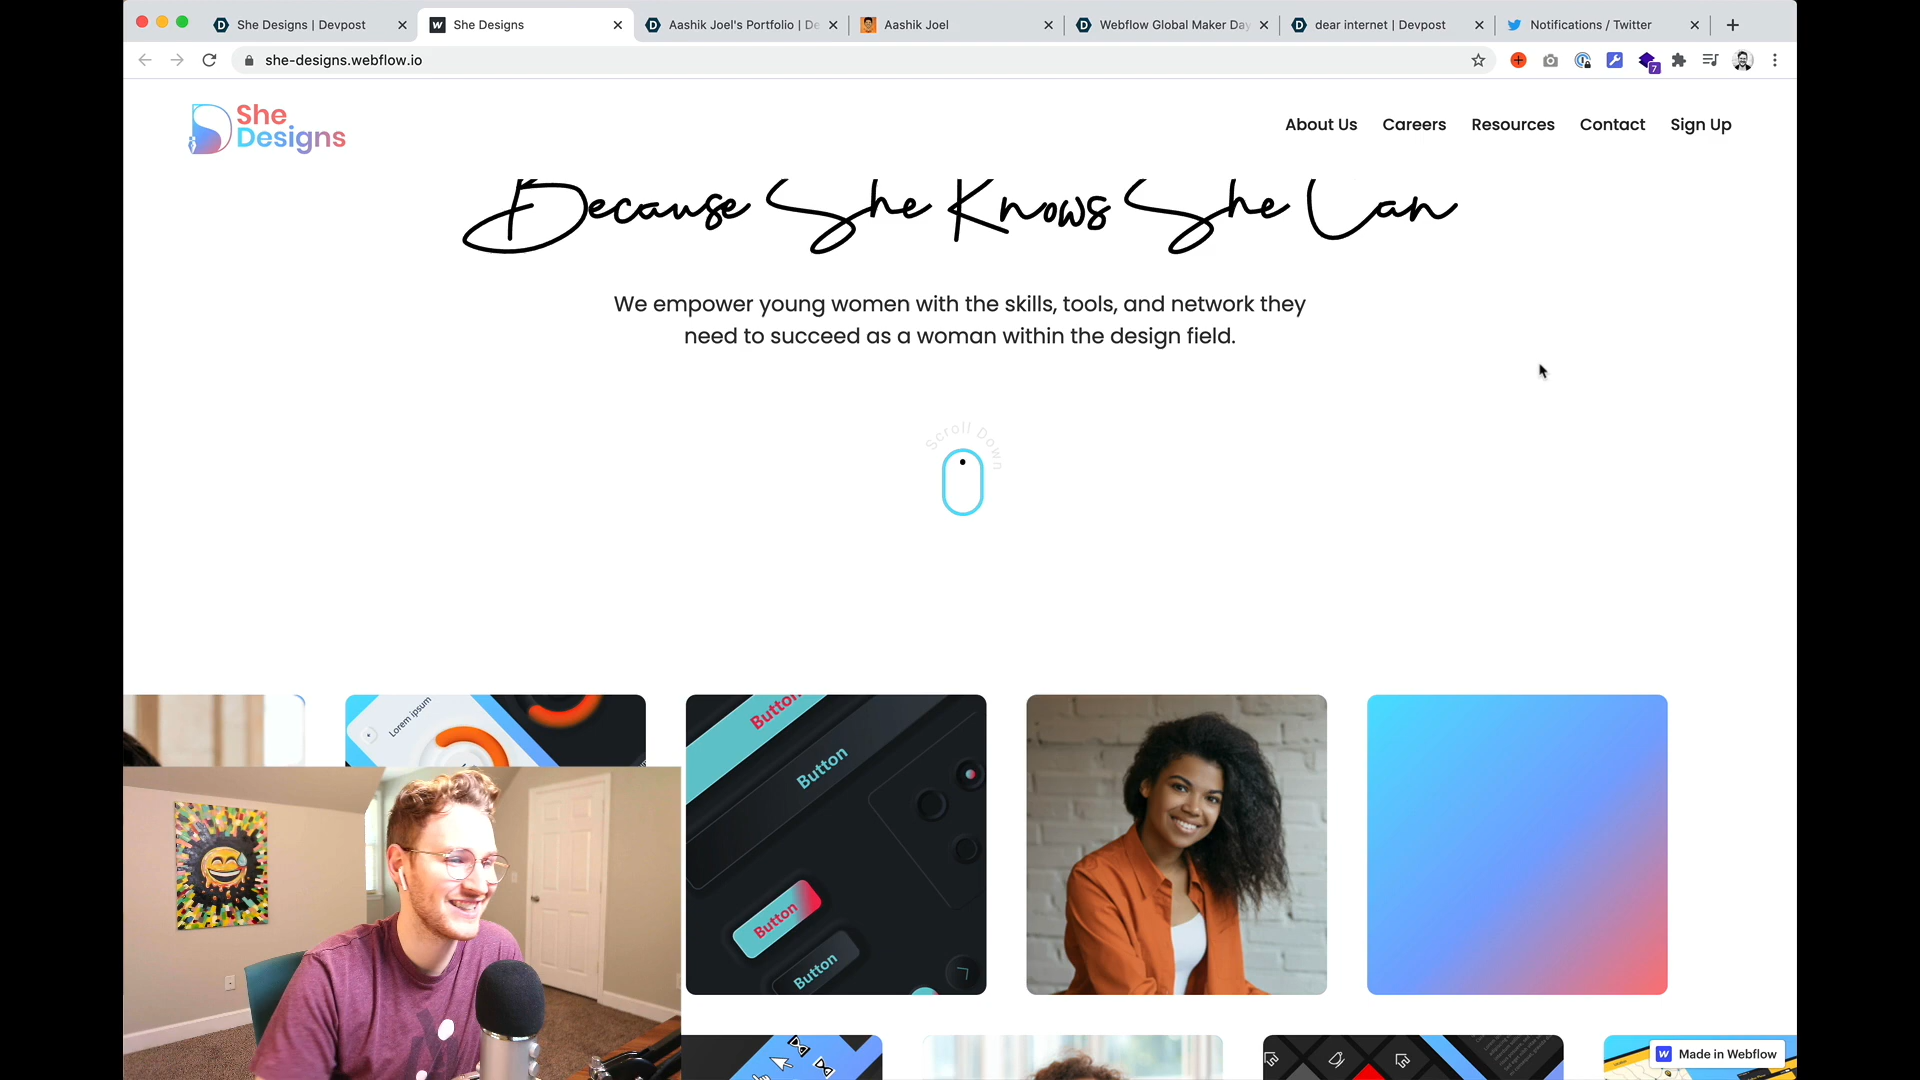 She Designs | Devpost
She Designs
Aashik Joel's Portfolio | De
Aashik Joel
Webflow Global Maker Day
dear internet | Devpost
Notifications / Twitter
she-designs.webflow.io
7
She
Designs
About Us
Careers
Resources
Contact
Sign Up
Because She Knows She Can
We empower young women with the skills, tools, and network they
need to succeed as a woman within the design field.
Scroll Down
Lorem ipsum
Button
Button
Button
Button
Made in Webflow